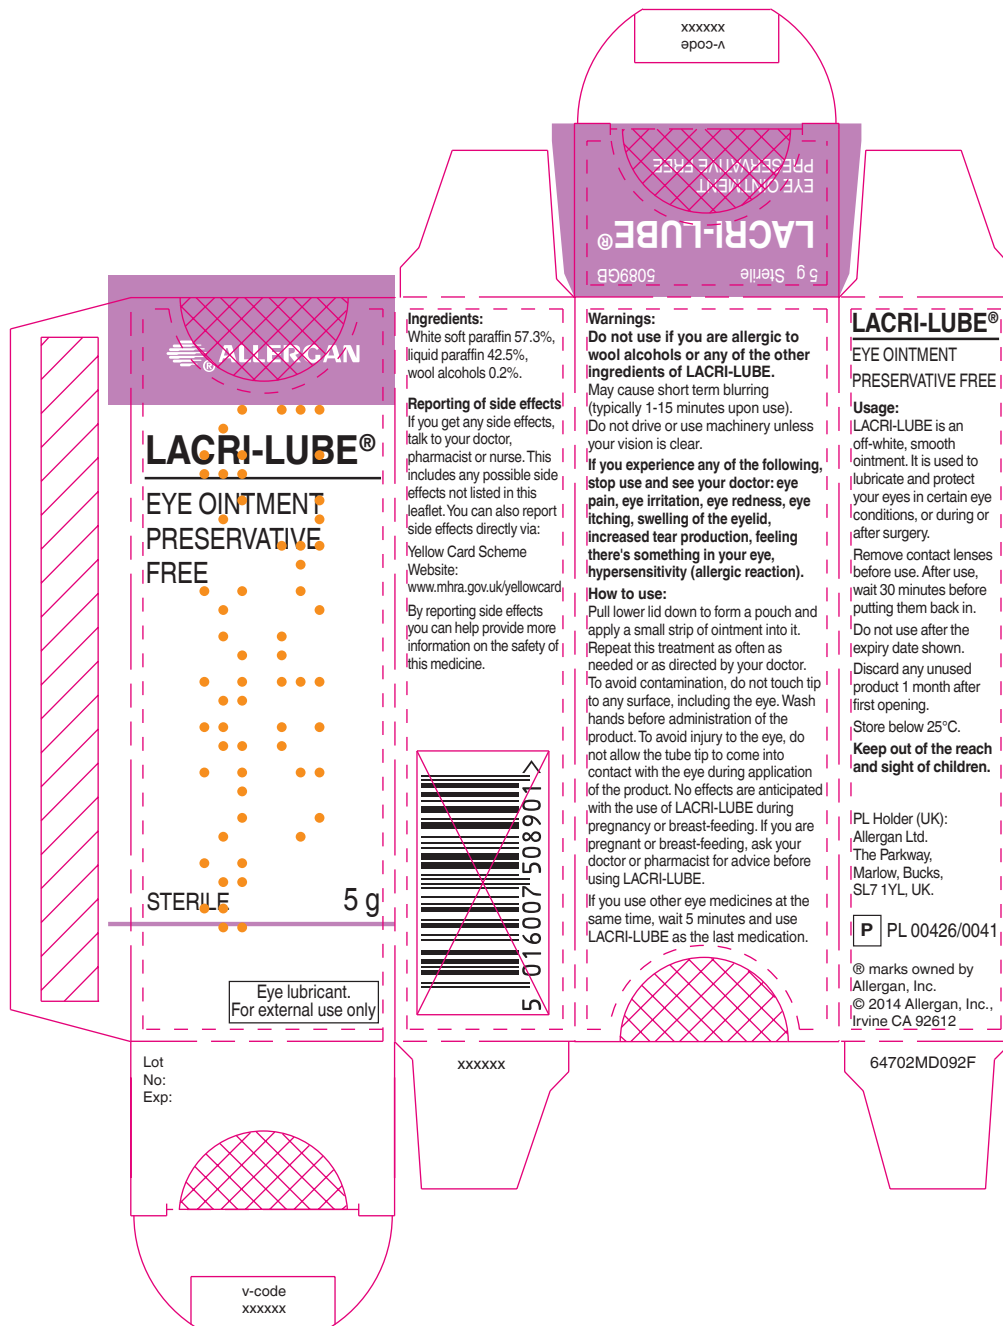 v-code
xxxxxx
EYE OINTMENT
PRESERVATIVE FREE
LACRI-LUBE®
5 g Sterile 5089GB
® ALLERGAN
LACRI-LUBE®
EYE OINTMENT
PRESERVATIVE
FREE
STERILE 5 g
Eye lubricant.
For external use only
Lot
No:
Exp:
v-code
xxxxxx
Ingredients:
White soft paraffin 57.3%,
liquid paraffin 42.5%,
wool alcohols 0.2%.
Reporting of side effects
If you get any side effects,
talk to your doctor,
pharmacist or nurse. This
includes any possible side
effects not listed in this
leaflet. You can also report
side effects directly via:
Yellow Card Scheme
Website:
www.mhra.gov.uk/yellowcard
By reporting side effects
you can help provide more
information on the safety of
this medicine.
5 016007 508901 >
xxxxxx
Warnings:
Do not use if you are allergic to
wool alcohols or any of the other
ingredients of LACRI-LUBE.
May cause short term blurring
(typically 1-15 minutes upon use).
Do not drive or use machinery unless
your vision is clear.
If you experience any of the following,
stop use and see your doctor: eye
pain, eye irritation, eye redness, eye
itching, swelling of the eyelid,
increased tear production, feeling
there's something in your eye,
hypersensitivity (allergic reaction).
How to use:
Pull lower lid down to form a pouch and
apply a small strip of ointment into it.
Repeat this treatment as often as
needed or as directed by your doctor.
To avoid contamination, do not touch tip
to any surface, including the eye. Wash
hands before administration of the
product. To avoid injury to the eye, do
not allow the tube tip to come into
contact with the eye during application
of the product. No effects are anticipated
with the use of LACRI-LUBE during
pregnancy or breast-feeding. If you are
pregnant or breast-feeding, ask your
doctor or pharmacist for advice before
using LACRI-LUBE.
If you use other eye medicines at the
same time, wait 5 minutes and use
LACRI-LUBE as the last medication.
LACRI-LUBE®
EYE OINTMENT
PRESERVATIVE FREE
Usage:
LACRI-LUBE is an
off-white, smooth
ointment. It is used to
lubricate and protect
your eyes in certain eye
conditions, or during or
after surgery.
Remove contact lenses
before use. After use,
wait 30 minutes before
putting them back in.
Do not use after the
expiry date shown.
Discard any unused
product 1 month after
first opening.
Store below 25°C.
Keep out of the reach
and sight of children.
PL Holder (UK):
Allergan Ltd.
The Parkway,
Marlow, Bucks,
SL7 1YL, UK.
P PL 00426/0041
® marks owned by
Allergan, Inc.
© 2014 Allergan, Inc.,
Irvine CA 92612
64702MD092F